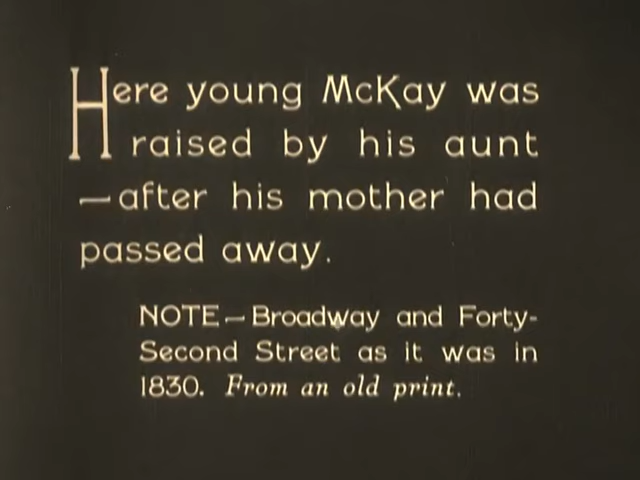 Here young McKay was
raised by his aunt
—after his mother had
passed away.
NOTE—Broadway and Forty-
Second Street as it was in
1830. From an old print.